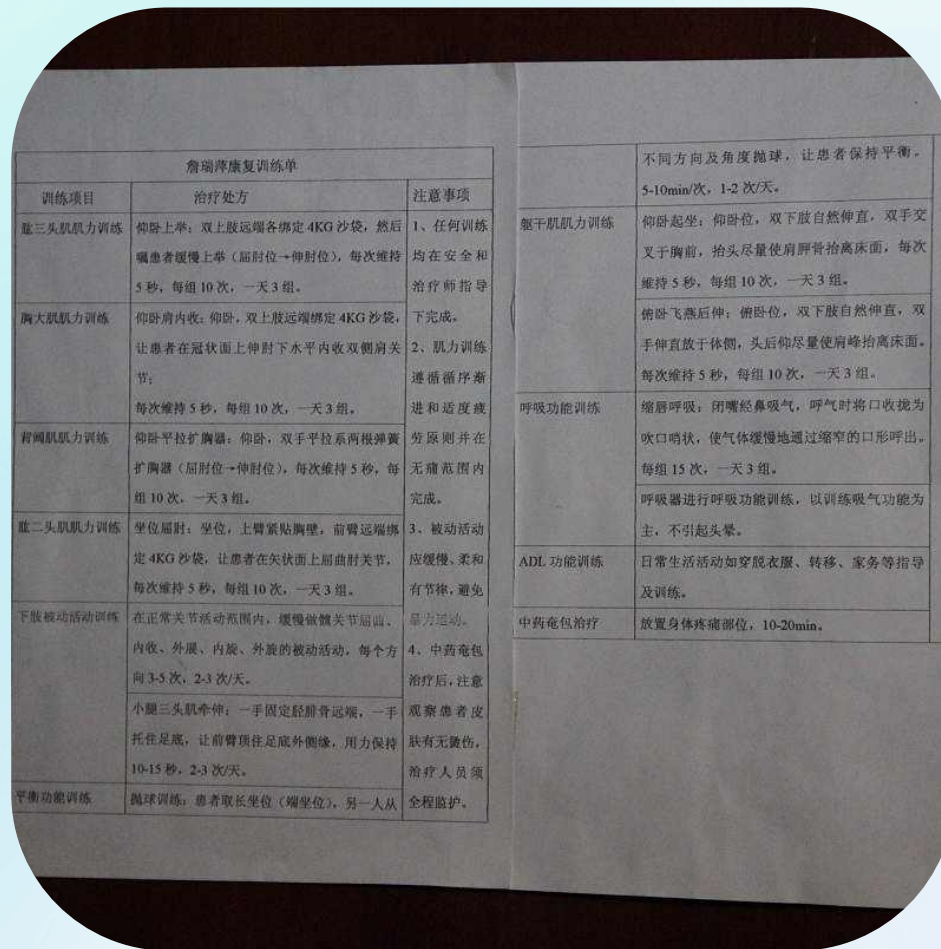 詹瑞萍康复训练单
训练项目 治疗处方 注意事项
肱三头肌肌力训练 仰卧上举：双上肢远端各绑定 4KG 沙袋，然后
嘱患者缓慢上举（屈肘位→伸肘位），每次维持
5 秒，每组 10 次，一天 3 组。
胸大肌肌力训练 仰卧肩内收：仰卧，双上肢远端绑定 4KG 沙袋，
让患者在冠状面上伸肘下水平内收双侧肩关
节；
每次维持 5 秒，每组 10 次，一天 3 组。
背阔肌肌力训练 仰卧平拉扩胸器：仰卧，双手平拉系两根弹簧
扩胸器（屈肘位→伸肘位），每次维持 5 秒，每
组 10 次，一天 3 组。
肱二头肌肌力训练 坐位屈肘：坐位，上臂紧贴胸壁，前臂远端绑
定 4KG 沙袋，让患者在矢状面上屈曲肘关节，
每次维持 5 秒，每组 10 次，一天 3 组。
下肢被动活动训练 在正常关节活动范围内，缓慢做髋关节屈曲、
内收、外展、内旋、外旋的被动活动，每个方
向 3-5 次，2-3 次/天。
小腿三头肌牵伸：一手固定胫腓骨远端，一手
托住足底，让前臂顶住足底外侧缘，用力保持
10-15 秒，2-3 次/天。
平衡功能训练 抛球训练：患者取长坐位（端坐位），另一人从
1、任何训练
均在安全和
治疗师指导
下完成。
2、肌力训练
遵循循序渐
进和适度疲
劳原则并在
无痛范围内
完成。
3、被动活动
应缓慢、柔和
有节律，避免
暴力运动。
4、中药奄包
治疗后，注意
观察患者皮
肤有无烫伤，
治疗人员须
全程监护。
不同方向及角度抛球，让患者保持平衡。
5-10min/次，1-2 次/天。
躯干肌肌力训练 仰卧起坐：仰卧位，双下肢自然伸直，双手交
叉于胸前，抬头尽量使肩胛骨抬离床面，每次
维持 5 秒，每组 10 次，一天 3 组。
俯卧飞燕后伸：俯卧位，双下肢自然伸直，双
手伸直放于体侧，头后仰尽量使肩峰抬离床面。
每次维持 5 秒，每组 10 次，一天 3 组。
呼吸功能训练 缩唇呼吸：闭嘴经鼻吸气，呼气时将口收拢为
吹口哨状，使气体缓慢地通过缩窄的口形呼出。
每组 15 次，一天 3 组。
呼吸器进行呼吸功能训练，以训练吸气功能为
主，不引起头晕。
ADL 功能训练 日常生活活动如穿脱衣服、转移、家务等指导
及训练。
中药奄包治疗 放置身体疼痛部位，10-20min。